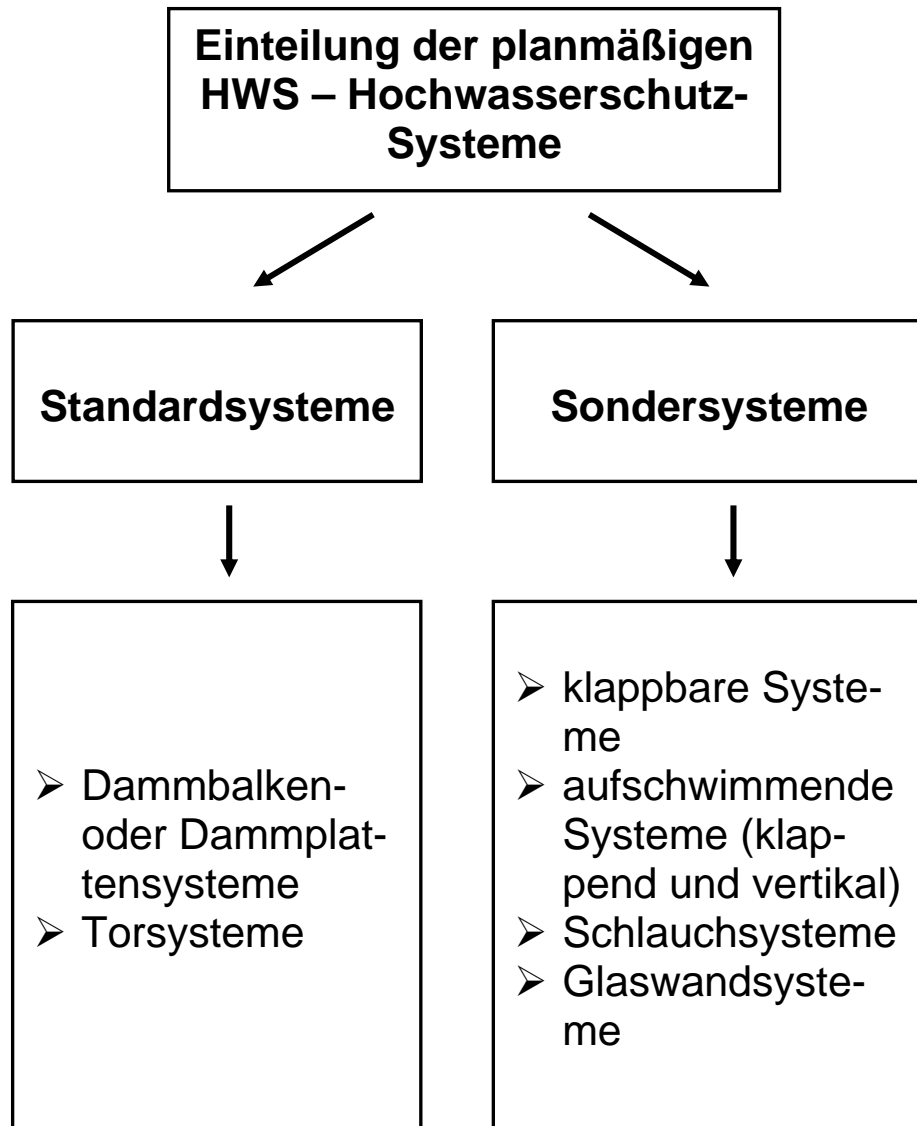 Einteilung der planmäßigen
HWS – Hochwasserschutz-
Systeme
Standardsysteme
Sondersysteme
➢ Dammbalken-
oder Dammplat-
tensysteme
➢ Torsysteme
➢ klappbare Syste-
me
➢ aufschwimmende
Systeme (klap-
pend und vertikal)
➢ Schlauchsysteme
➢ Glaswandsyste-
me